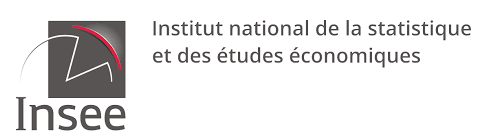 Institut national de la statistique
et des études économiques
Insee